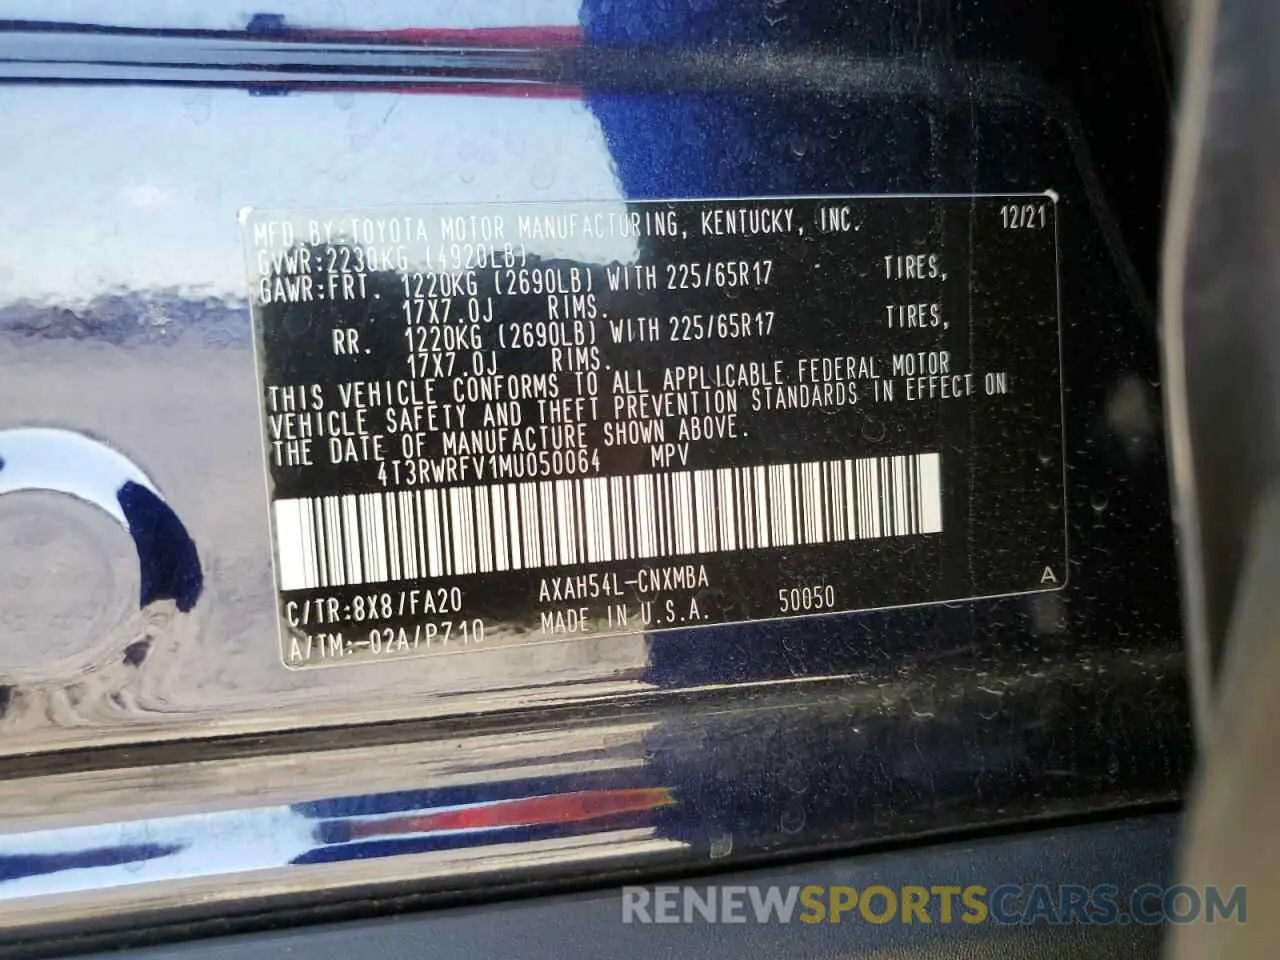 MFD BY:TOYOTA MOTOR MANUFACTURING, KENTUCKY, INC. 12/21
GVWR:2230KG (4920LB)
GAWR:FRT. 1220KG (2690LB) WITH 225/65R17 TIRES,
17X7.0J RIMS.
RR. 1220KG (2690LB) WITH 225/65R17 TIRES,
17X7.0J RIMS.
THIS VEHICLE CONFORMS TO ALL APPLICABLE FEDERAL MOTOR
VEHICLE SAFETY AND THEFT PREVENTION STANDARDS IN EFFECT ON
THE DATE OF MANUFACTURE SHOWN ABOVE.
4T3RWRFV1MU050064 MPV
C/TR:8X8/FA20 AXAH54L-CNXMBA A
A/TM:-02A/P710 MADE IN U.S.A. 50050
RENEWSPORTSCARS.COM